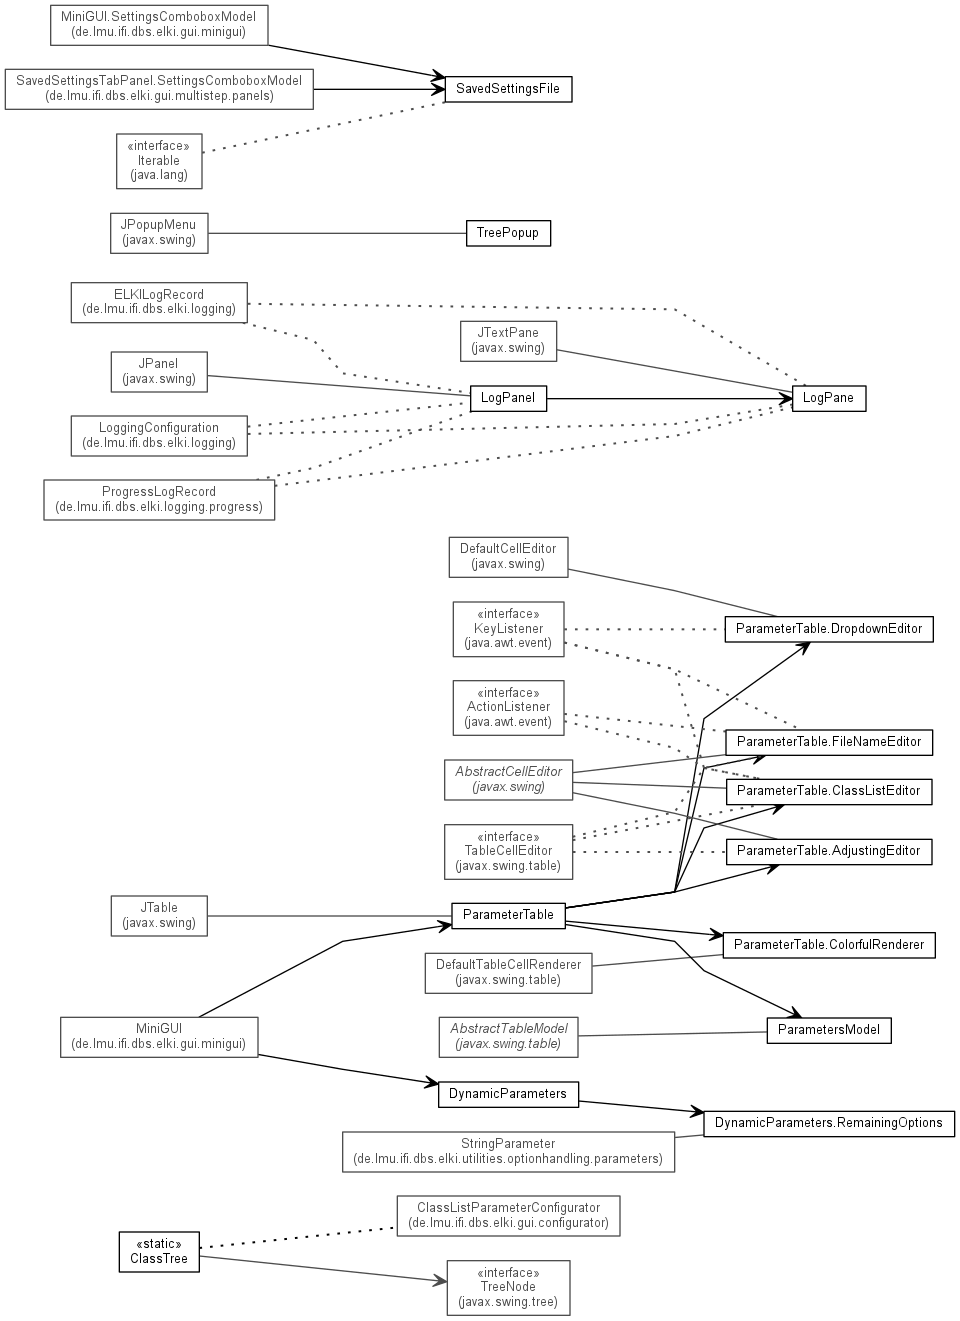 MiniGUI.SettingsComboboxModel
(de.lmu.ifi.dbs.elki.gui.minigui)
SavedSettingsTabPanel.SettingsComboboxModel
(de.lmu.ifi.dbs.elki.gui.multistep.panels)
SavedSettingsFile
«interface»
Iterable
(java.lang)
JPopupMenu
(javax.swing)
TreePopup
ELKILogRecord
(de.lmu.ifi.dbs.elki.logging)
JTextPane
(javax.swing)
JPanel
(javax.swing)
LogPanel
LogPane
LoggingConfiguration
(de.lmu.ifi.dbs.elki.logging)
ProgressLogRecord
(de.lmu.ifi.dbs.elki.logging.progress)
DefaultCellEditor
(javax.swing)
«interface»
KeyListener
(java.awt.event)
ParameterTable.DropdownEditor
«interface»
ActionListener
(java.awt.event)
ParameterTable.FileNameEditor
AbstractCellEditor
(javax.swing)
ParameterTable.ClassListEditor
«interface»
TableCellEditor
(javax.swing.table)
ParameterTable.AdjustingEditor
JTable
(javax.swing)
ParameterTable
ParameterTable.ColorfulRenderer
DefaultTableCellRenderer
(javax.swing.table)
MiniGUI
(de.lmu.ifi.dbs.elki.gui.minigui)
AbstractTableModel
(javax.swing.table)
ParametersModel
DynamicParameters
DynamicParameters.RemainingOptions
StringParameter
(de.lmu.ifi.dbs.elki.utilities.optionhandling.parameters)
ClassListParameterConfigurator
(de.lmu.ifi.dbs.elki.gui.configurator)
«static»
ClassTree
«interface»
TreeNode
(javax.swing.tree)